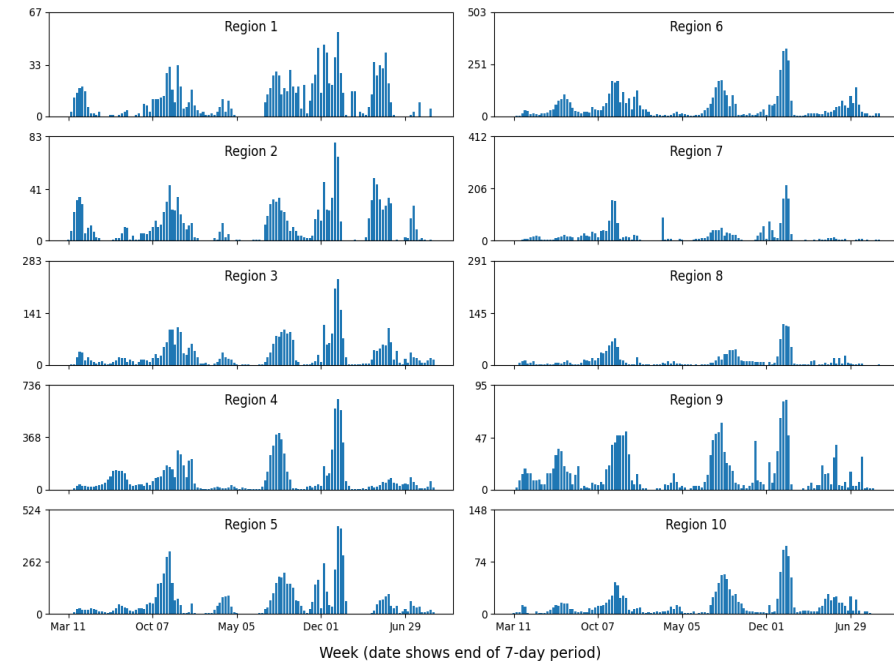 67
33
0
Region 1
503
251
0
Region 6
83
41
0
Region 2
412
206
0
Region 7
283
141
0
Region 3
291
145
0
Region 8
736
368
0
Region 4
95
47
0
Region 9
524
262
0
Region 5
148
74
0
Region 10
Mar 11 Oct 07 May 05 Dec 01 Jun 29
Mar 11 Oct 07 May 05 Dec 01 Jun 29
Week (date shows end of 7-day period)